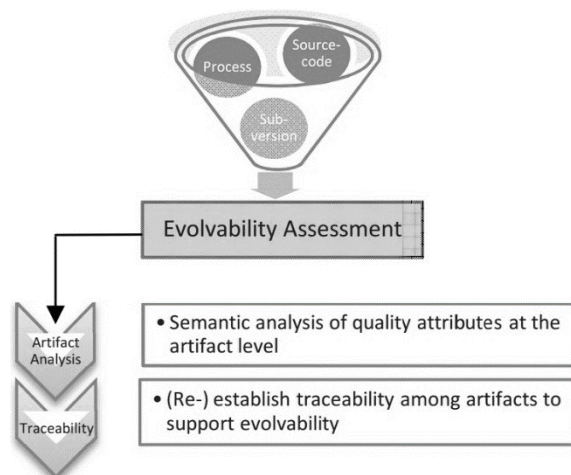 Source-
code
Process
Sub-
version
Evolvability Assessment
Artifact
Analysis
• Semantic analysis of quality attributes at the
artifact level
Traceability
• (Re-) establish traceability among artifacts to
support evolvability